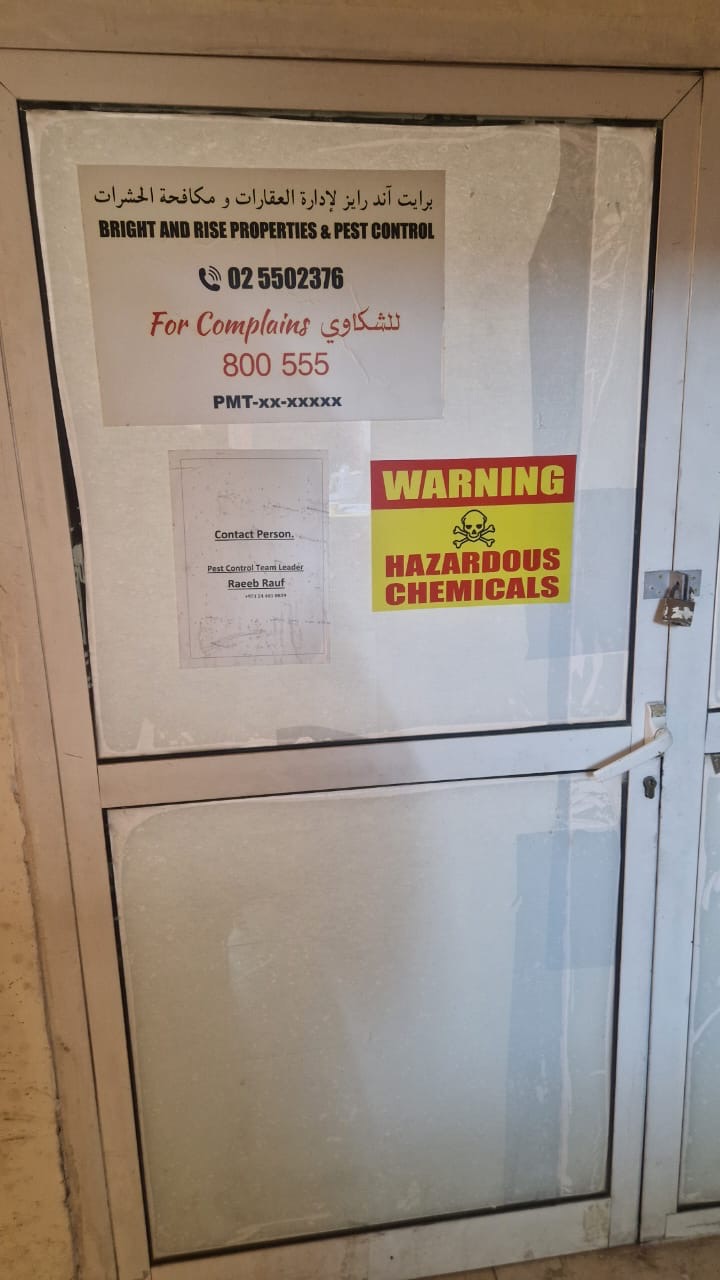 برايت آند رايز لإدارة العقارات و مكافحة الحشرات
BRIGHT AND RISE PROPERTIES & PEST CONTROL
02 5502376
For Complains للشكاوي
800 555
PMT-xx-xxxxx
Contact Person.
Pest Control Team Leader
Raeeb Rauf
WARNING
HAZARDOUS
CHEMICALS